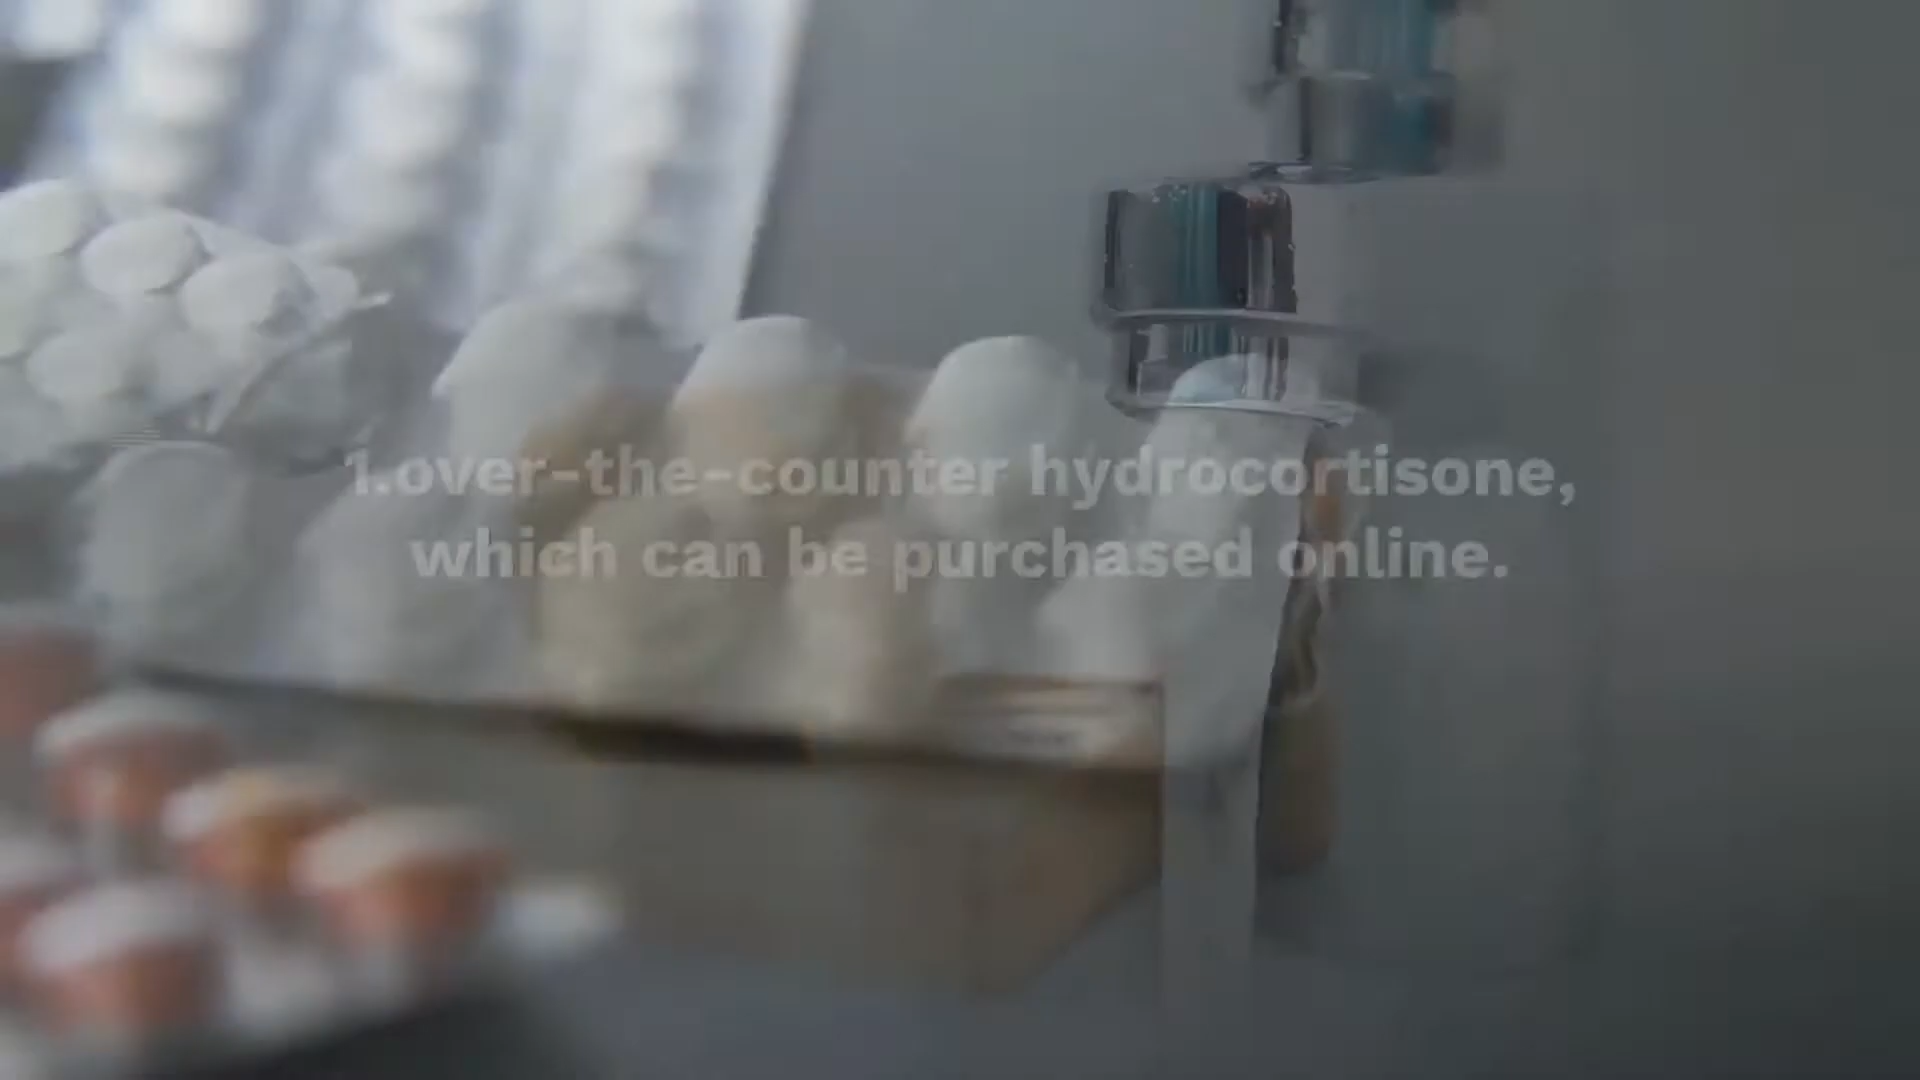 1.over-the-counter hydrocortisone,
which can be purchased online.